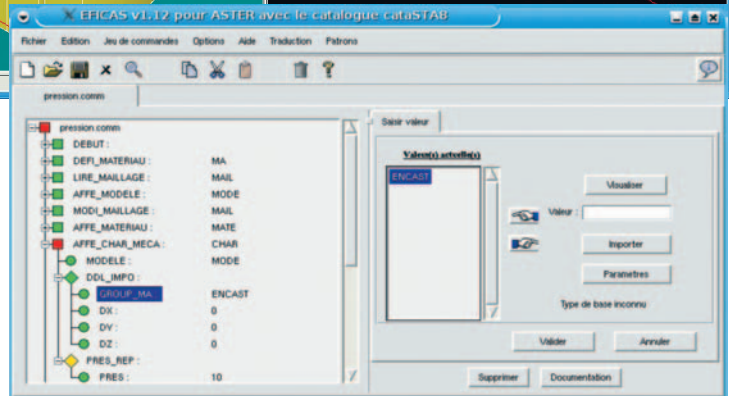 EFICAS v1.12 pour ASTER avec le catalogue cataSTA8
Fichier Edition Jeu de commandes Options Aide Traduction Patrons
pression.comm
pression.comm
DEBUT :
DEFI_MATERIAU : MA
LIRE_MAILLAGE : MAIL
AFFE_MODELE : MODE
MODI_MAILLAGE : MAIL
AFFE_MATERIAU : MATE
AFFE_CHAR_MECA : CHAR
MODELE : MODE
DDL_IMPO :
GROUP_MA : ENCAST
DX : 0
DY : 0
DZ : 0
PRES_REP :
PRES : 10
Saisir valeur
Valeur(s) actuelle(s)
ENCAST
Visualiser
Valeur :
Importer
Parametres
Type de base inconnu
Valider Annuler
Supprimer Documentation